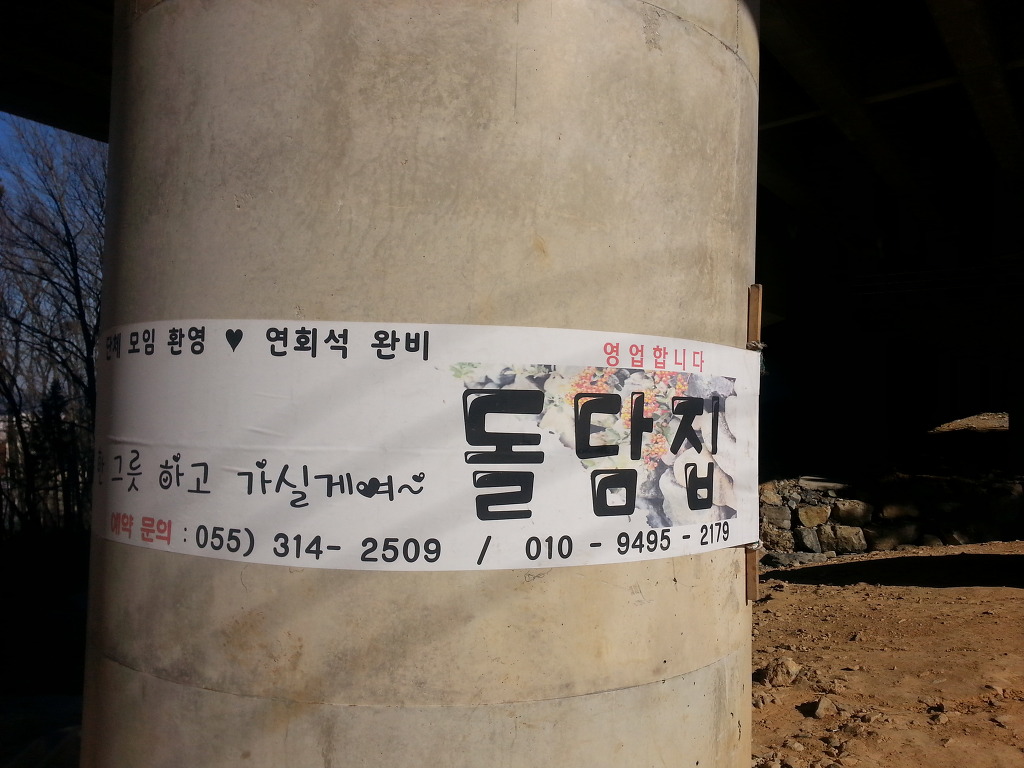 단체 모임 환영 ♥ 연회석 완비
영업합니다
돌담집
그릇 하고 가실게여~
예약 문의 : 055) 314- 2509 / 010 - 9495 - 2179